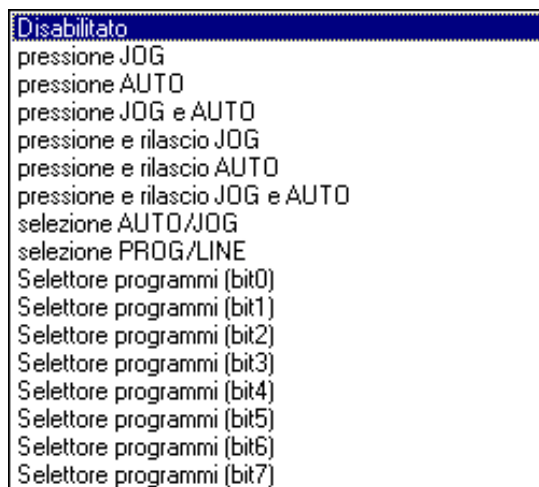 Disabilitato
pressione JOG
pressione AUTO
pressione JOG e AUTO
pressione e rilascio JOG
pressione e rilascio AUTO
pressione e rilascio JOG e AUTO
selezione AUTO/JOG
selezione PROG/LINE
Selettore programmi (bit0)
Selettore programmi (bit1)
Selettore programmi (bit2)
Selettore programmi (bit3)
Selettore programmi (bit4)
Selettore programmi (bit5)
Selettore programmi (bit6)
Selettore programmi (bit7)